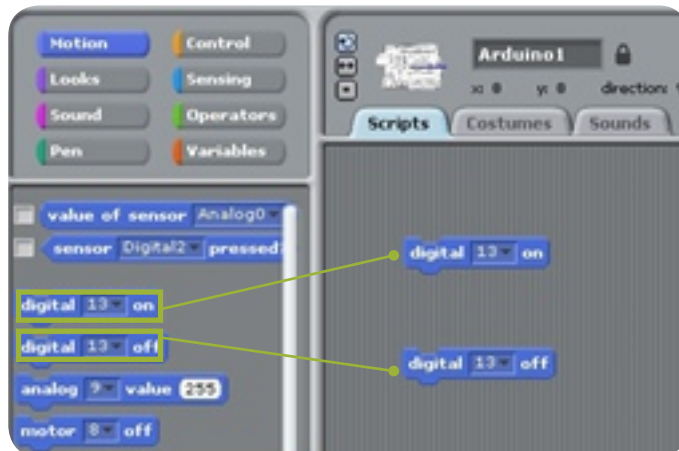 Motion Control
Looks Sensing
Sound Operators
Pen Variables
value of sensor Analog0
sensor Digital2 pressed?
digital 13 on
digital 13 off
analog 9 value 255
motor 8 off
Arduino1
x: 0 y: 0 direction:
Scripts Costumes Sounds
digital 13 on
digital 13 off